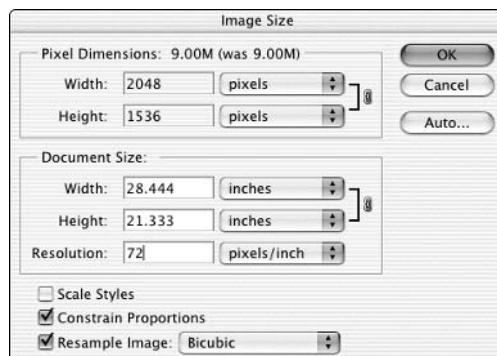 Image Size
Pixel Dimensions: 9.00M (was 9.00M)
Width: 2048 pixels
Height: 1536 pixels
OK
Cancel
Auto...
Document Size:
Width: 28.444 inches
Height: 21.333 inches
Resolution: 72 pixels/inch
Scale Styles
Constrain Proportions
Resample Image: Bicubic